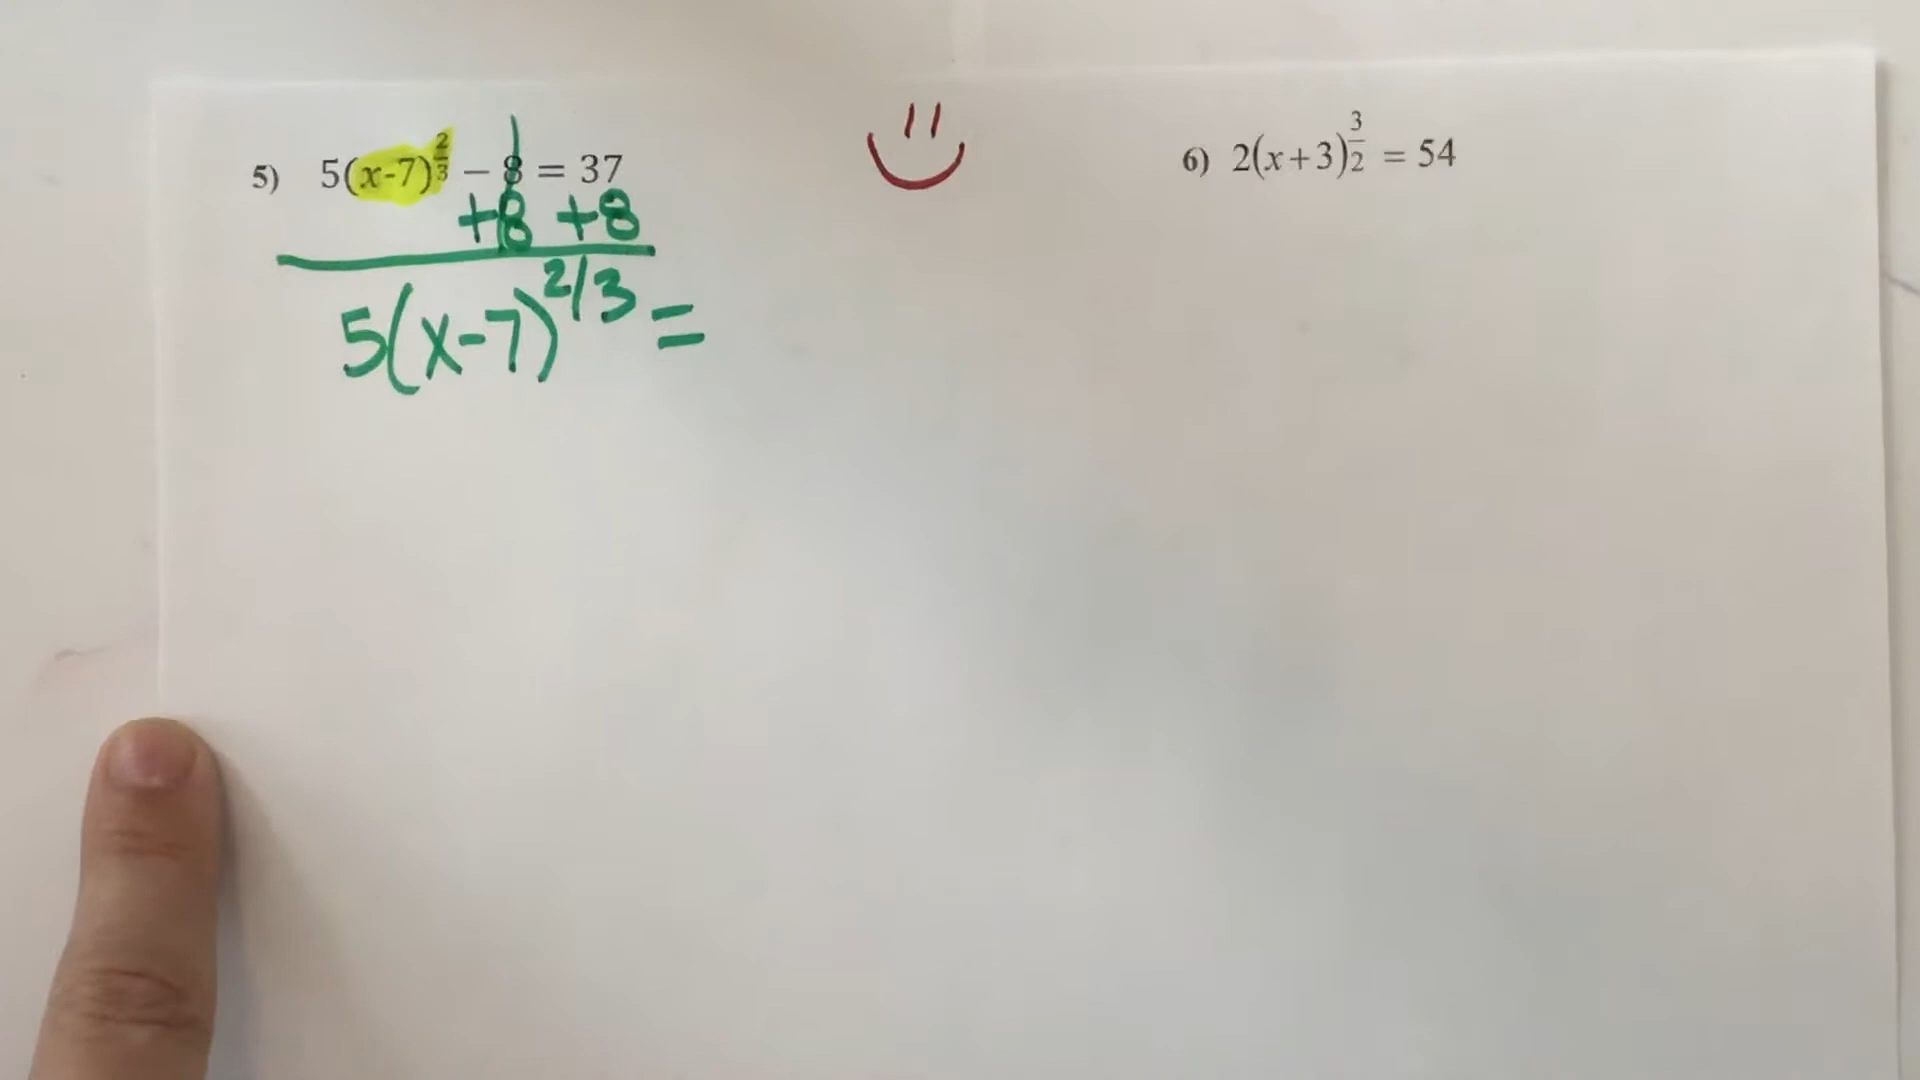 5) 5(x-7)^{2/3} − 8 = 37
+8 +8
5(x-7)^{2/3} =
6) 2(x+3)^{3/2} = 54